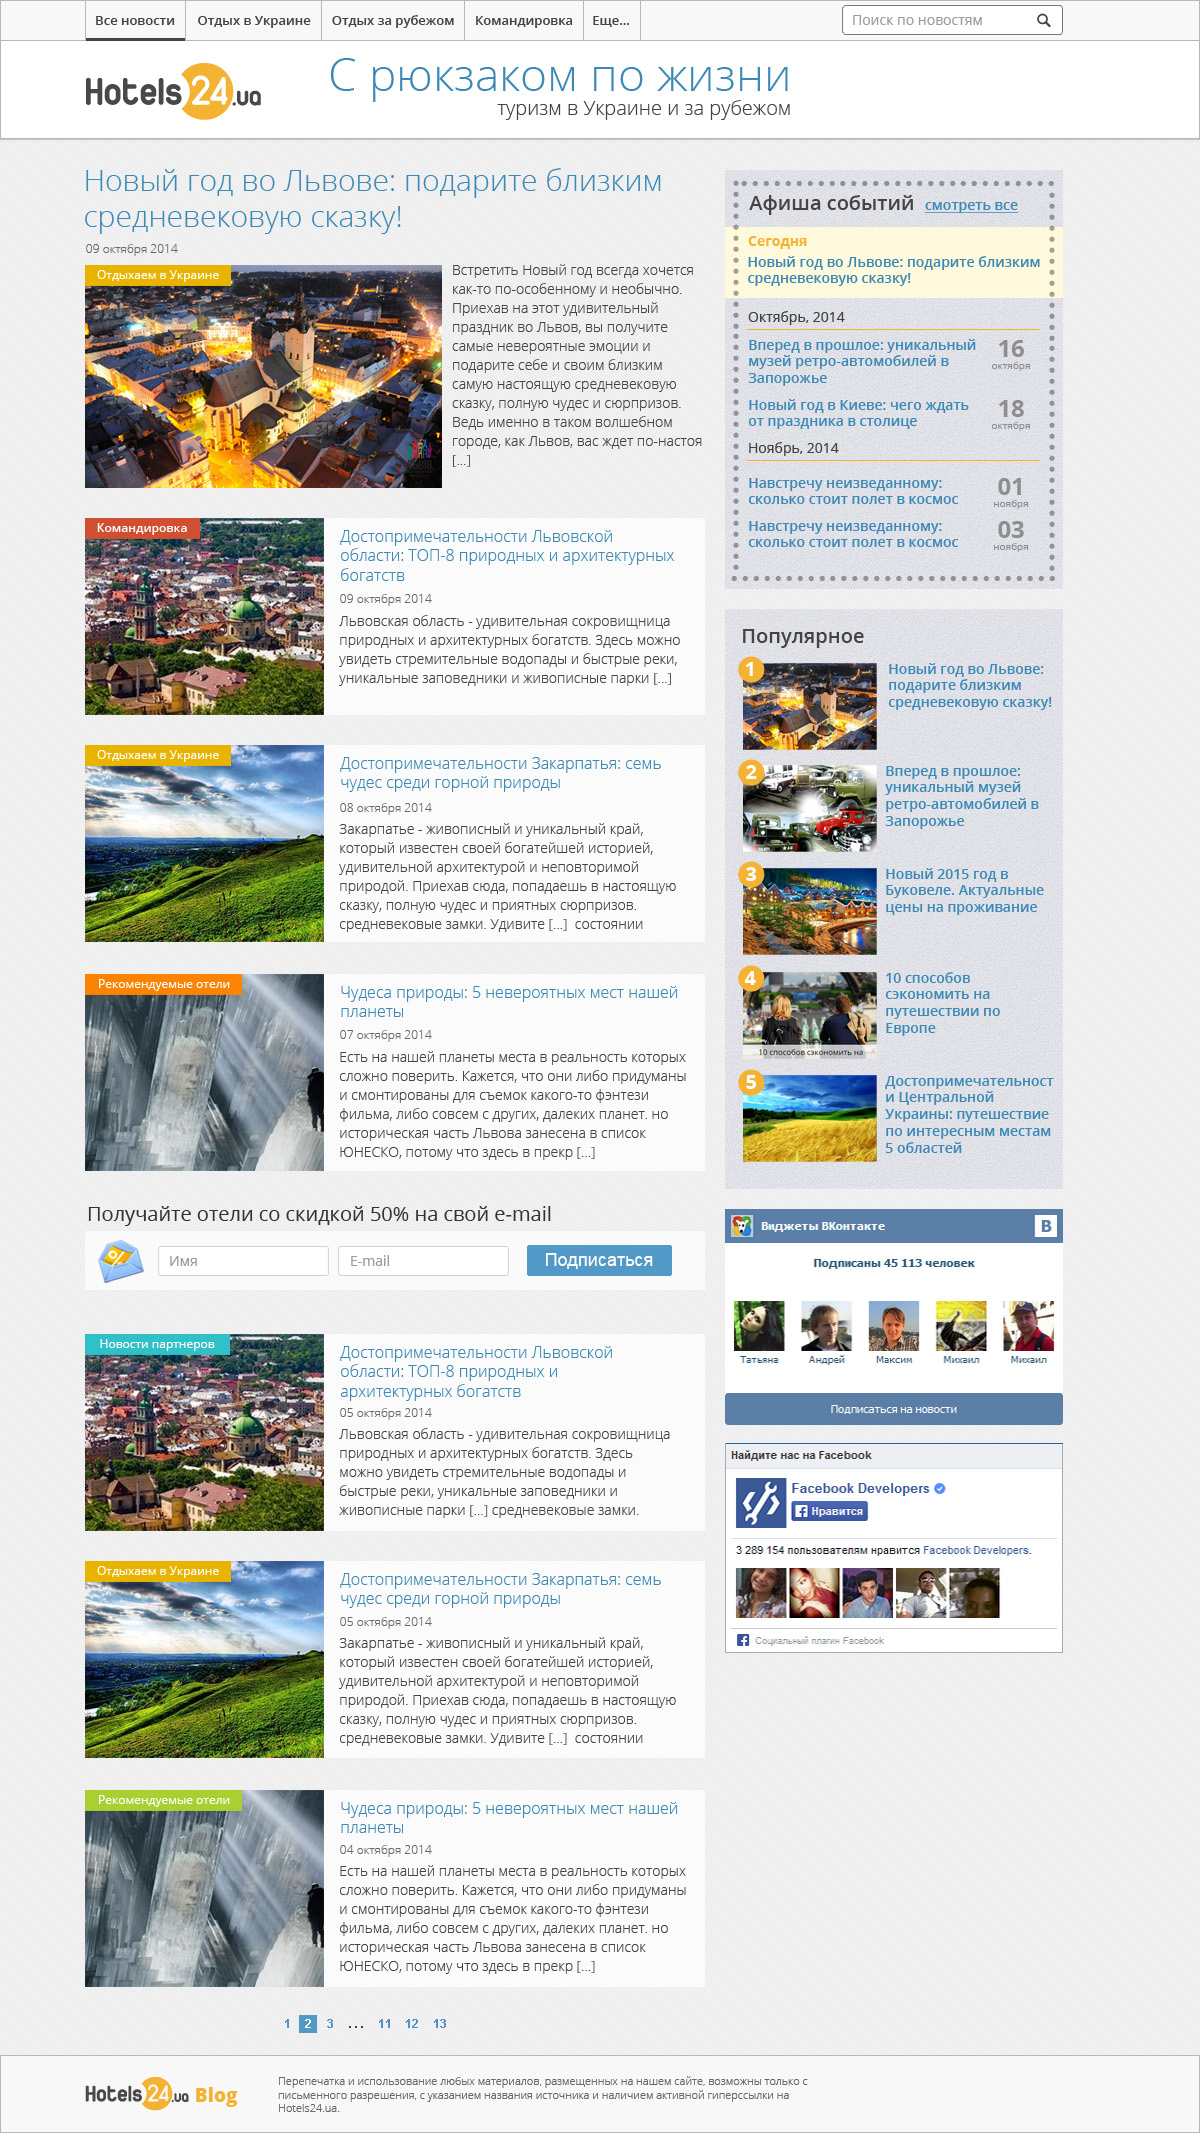 Все новости
Отдых в Украине
Отдых за рубежом
Командировка
Еще...
Поиск по новостям
Hotels24.ua
С рюкзаком по жизни
туризм в Украине и за рубежом
Новый год во Львове: подарите близким
средневековую сказку!
09 октября 2014
Отдыхаем в Украине
Встретить Новый год всегда хочется
как-то по-особенному и необычно.
Приехав на этот удивительный
праздник во Львов, вы получите
самые невероятные эмоции и
подарите себе и своим близким
самую настоящую средневековую
сказку, полную чудес и сюрпризов.
Ведь именно в таком волшебном
городе, как Львов, вас ждет по-настоя
[...]
Командировка
Достопримечательности Львовской
области: ТОП-8 природных и архитектурных
богатств
09 октября 2014
Львовская область - удивительная сокровищница
природных и архитектурных богатств. Здесь можно
увидеть стремительные водопады и быстрые реки,
уникальные заповедники и живописные парки [...]
Отдыхаем в Украине
Достопримечательности Закарпатья: семь
чудес среди горной природы
08 октября 2014
Закарпатье - живописный и уникальный край,
который известен своей богатейшей историей,
удивительной архитектурой и неповторимой
природой. Приехав сюда, попадаешь в настоящую
сказку, полную чудес и приятных сюрпризов.
средневековые замки. Удивите [...] состоянии
Рекомендуемые отели
Чудеса природы: 5 невероятных мест нашей
планеты
07 октября 2014
Есть на нашей планеты места в реальность которых
сложно поверить. Кажется, что они либо придуманы
и смонтированы для съемок какого-то фэнтези
фильма, либо совсем с других, далеких планет. но
историческая часть Львова занесена в список
ЮНЕСКО, потому что здесь в прекр [...]
Получайте отели со скидкой 50% на свой e-mail
Имя
E-mail
Подписаться
Новости партнеров
Достопримечательности Львовской
области: ТОП-8 природных и
архитектурных богатств
05 октября 2014
Львовская область - удивительная сокровищница
природных и архитектурных богатств. Здесь
можно увидеть стремительные водопады и
быстрые реки, уникальные заповедники и
живописные парки [...] средневековые замки.
Отдыхаем в Украине
Достопримечательности Закарпатья: семь
чудес среди горной природы
05 октября 2014
Закарпатье - живописный и уникальный край,
который известен своей богатейшей историей,
удивительной архитектурой и неповторимой
природой. Приехав сюда, попадаешь в настоящую
сказку, полную чудес и приятных сюрпризов.
средневековые замки. Удивите [...] состоянии
Рекомендуемые отели
Чудеса природы: 5 невероятных мест нашей
планеты
04 октября 2014
Есть на нашей планеты места в реальность которых
сложно поверить. Кажется, что они либо придуманы
и смонтированы для съемок какого-то фэнтези
фильма, либо совсем с других, далеких планет. но
историческая часть Львова занесена в список
ЮНЕСКО, потому что здесь в прекр [...]
1 2 3 ... 11 12 13
Афиша событий смотреть все
Сегодня
Новый год во Львове: подарите близким
средневековую сказку!
Октябрь, 2014
Вперед в прошлое: уникальный
музей ретро-автомобилей в
Запорожье
16
октября
Новый год в Киеве: чего ждать
от праздника в столице
18
октября
Ноябрь, 2014
Навстречу неизведанному:
сколько стоит полет в космос
01
ноября
Навстречу неизведанному:
сколько стоит полет в космос
03
ноября
Популярное
1
Новый год во Львове:
подарите близким
средневековую сказку!
2
Вперед в прошлое:
уникальный музей
ретро-автомобилей в
Запорожье
3
Новый 2015 год в
Буковеле. Актуальные
цены на проживание
4
10 способов сэкономить на
10 способов
сэкономить на
путешествии по
Европе
5
Достопримечательност
и Центральной
Украины: путешествие
по интересным местам
5 областей
Виджеты ВКонтакте
В
Подписаны 45 113 человек
Татьяна
Андрей
Максим
Михаил
Михаил
Подписаться на новости
Найдите нас на Facebook
Facebook Developers
Нравится
3 289 154 пользователям нравится Facebook Developers.
Социальный плагин Facebook
Hotels24.ua Blog
Перепечатка и использование любых материалов, размещенных на нашем сайте, возможны только с
письменного разрешения, с указанием названия источника и наличием активной гиперссылки на
Hotels24.ua.